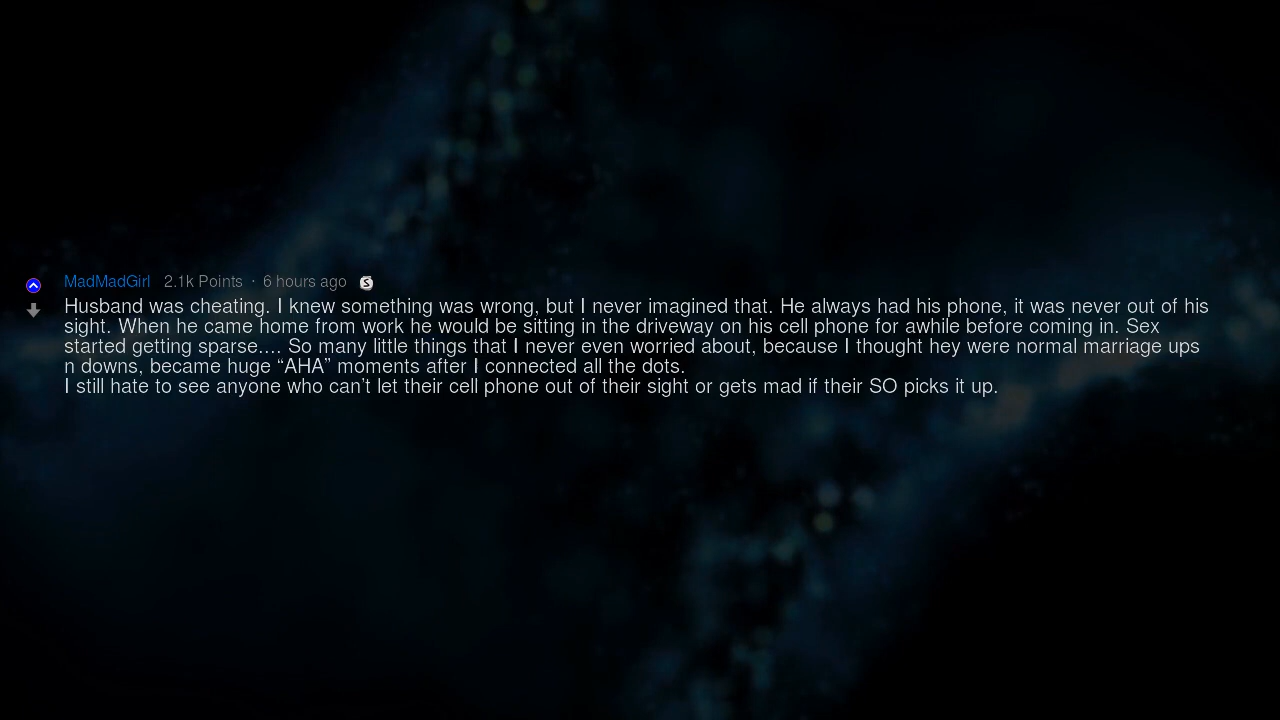 MadMadGirl 2.1k Points · 6 hours ago
Husband was cheating. I knew something was wrong, but I never imagined that. He always had his phone, it was never out of his
sight. When he came home from work he would be sitting in the driveway on his cell phone for awhile before coming in. Sex
started getting sparse.... So many little things that I never even worried about, because I thought hey were normal marriage ups
n downs, became huge “AHA” moments after I connected all the dots.
I still hate to see anyone who can’t let their cell phone out of their sight or gets mad if their SO picks it up.